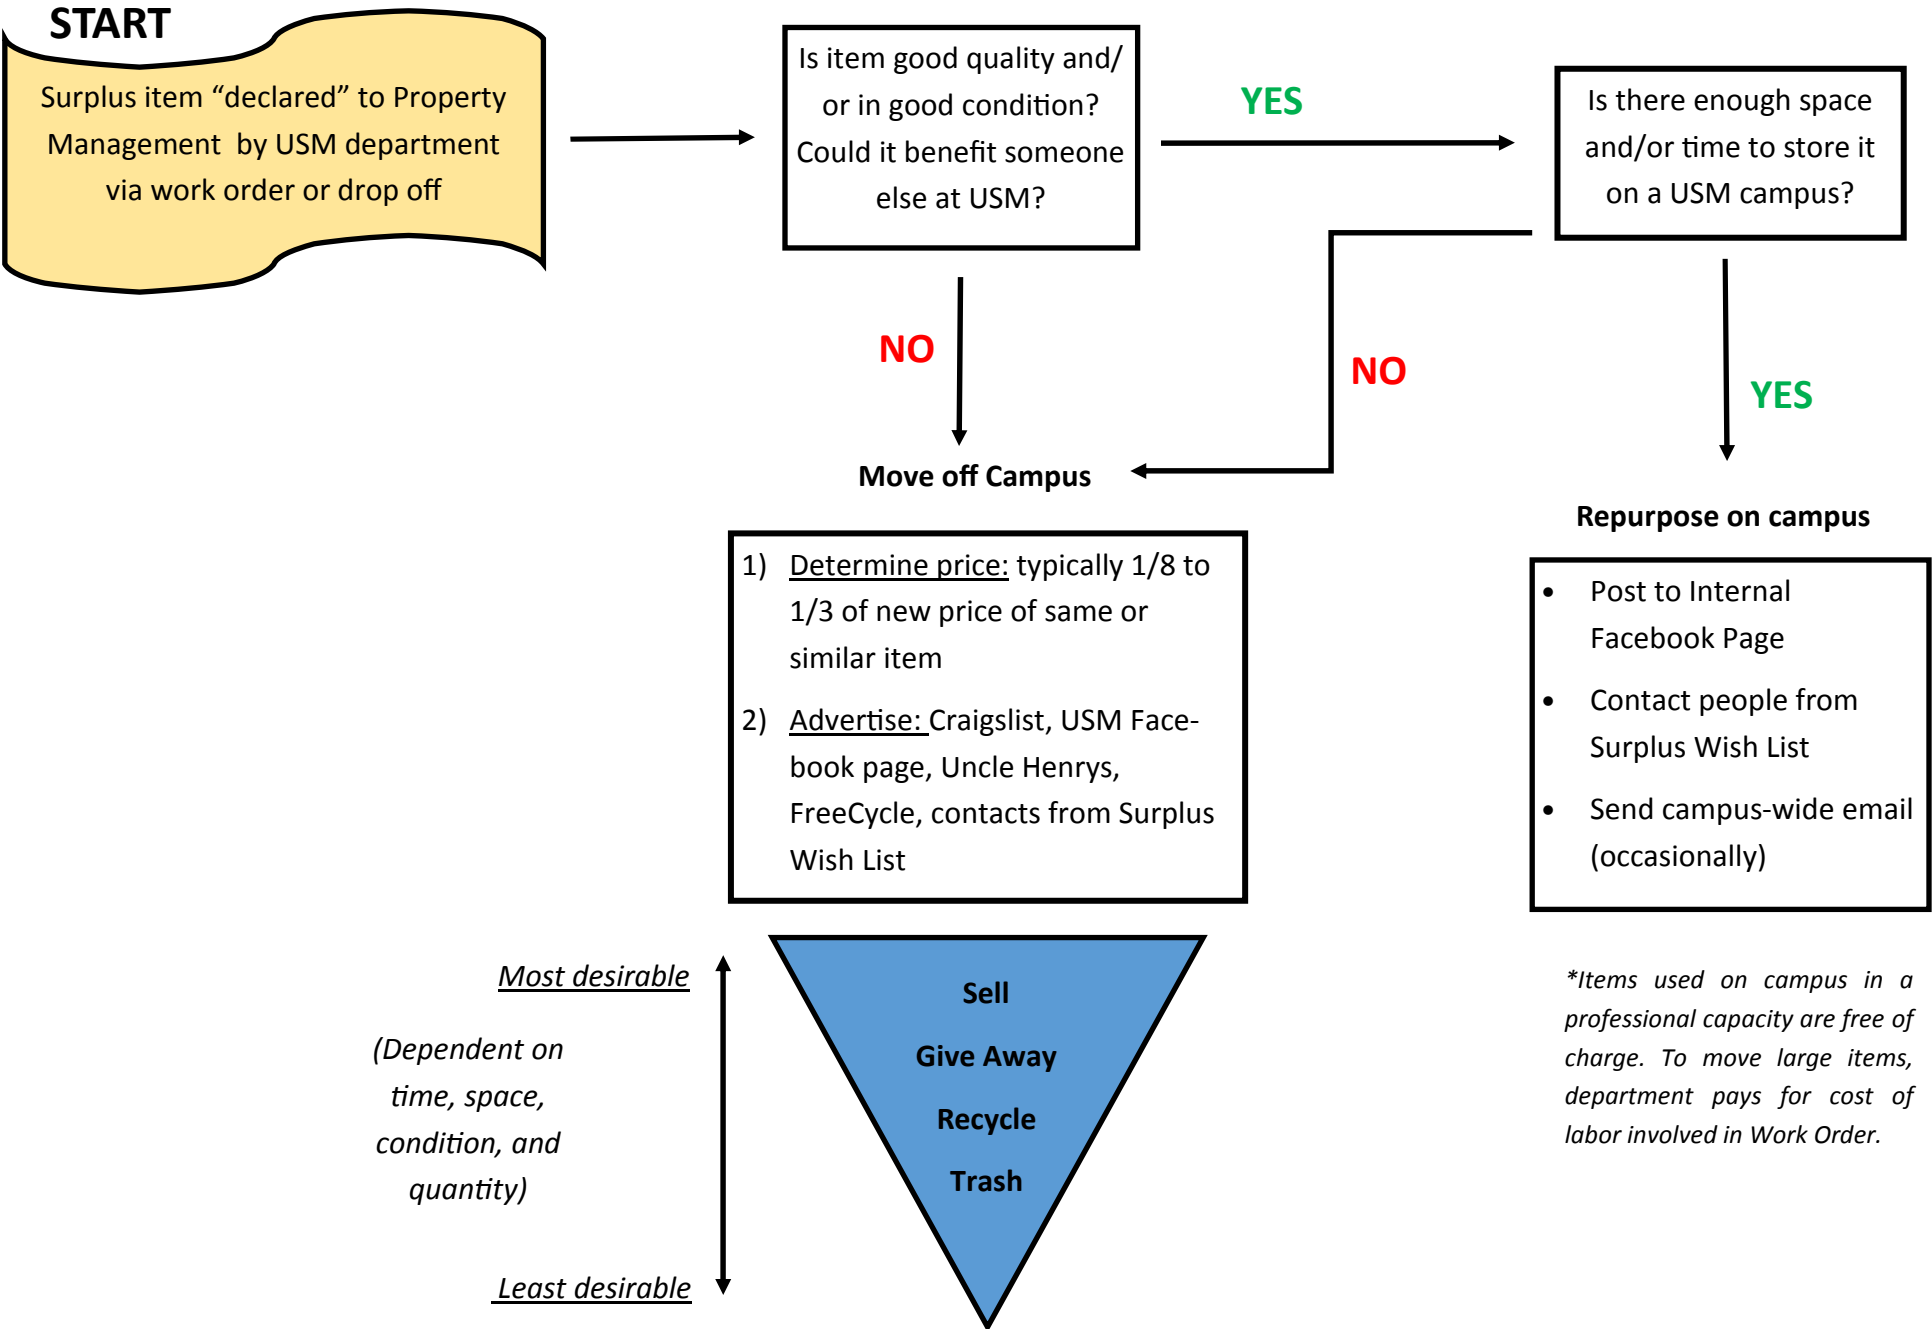 START
Surplus item “declared” to Property
Management  by USM department
via work order or drop off
Is item good quality and/
or in good condition?
Could it benefit someone
else at USM?
YES
Is there enough space
and/or time to store it
on a USM campus?
NO
NO
YES
Move off Campus
1) Determine price: typically 1/8 to
1/3 of new price of same or
similar item
2) Advertise: Craigslist, USM Face-
book page, Uncle Henrys,
FreeCycle, contacts from Surplus
Wish List
Repurpose on campus
• Post to Internal
Facebook Page
• Contact people from
Surplus Wish List
• Send campus-wide email
(occasionally)
Most desirable
(Dependent on
time, space,
condition, and
quantity)
Least desirable
Sell
Give Away
Recycle
Trash
*Items used on campus in a
professional capacity are free of
charge. To move large items,
department pays for cost of
labor involved in Work Order.